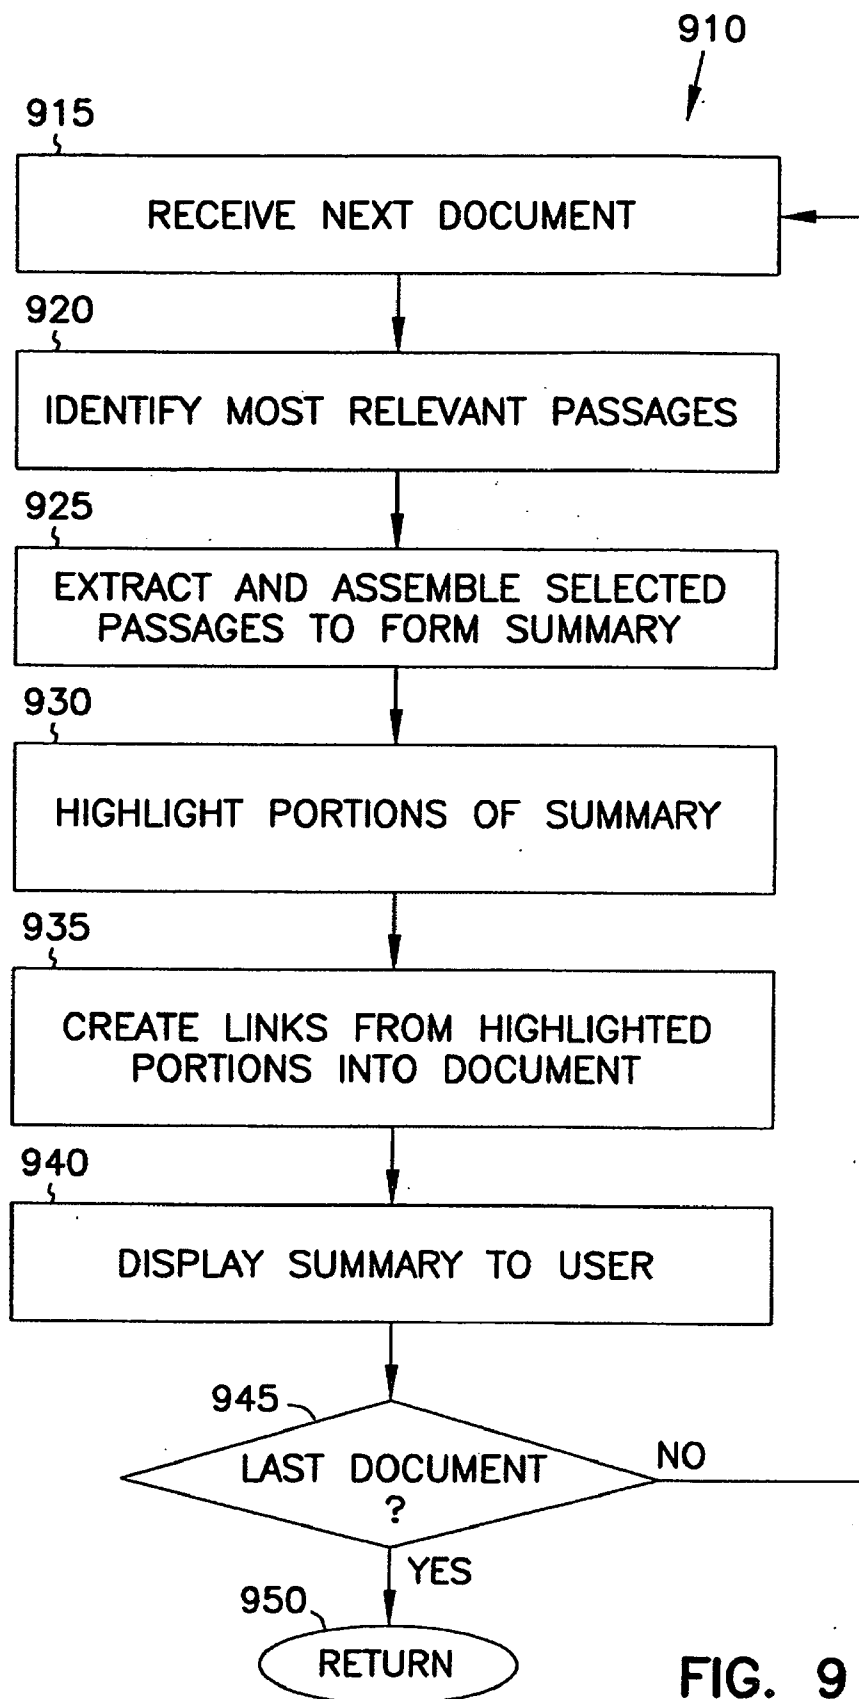 910
915
RECEIVE NEXT DOCUMENT
920
IDENTIFY MOST RELEVANT PASSAGES
925
EXTRACT AND ASSEMBLE SELECTED
PASSAGES TO FORM SUMMARY
930
HIGHLIGHT PORTIONS OF SUMMARY
935
CREATE LINKS FROM HIGHLIGHTED
PORTIONS INTO DOCUMENT
940
DISPLAY SUMMARY TO USER
945
LAST DOCUMENT
?
NO
YES
950
RETURN
FIG. 9